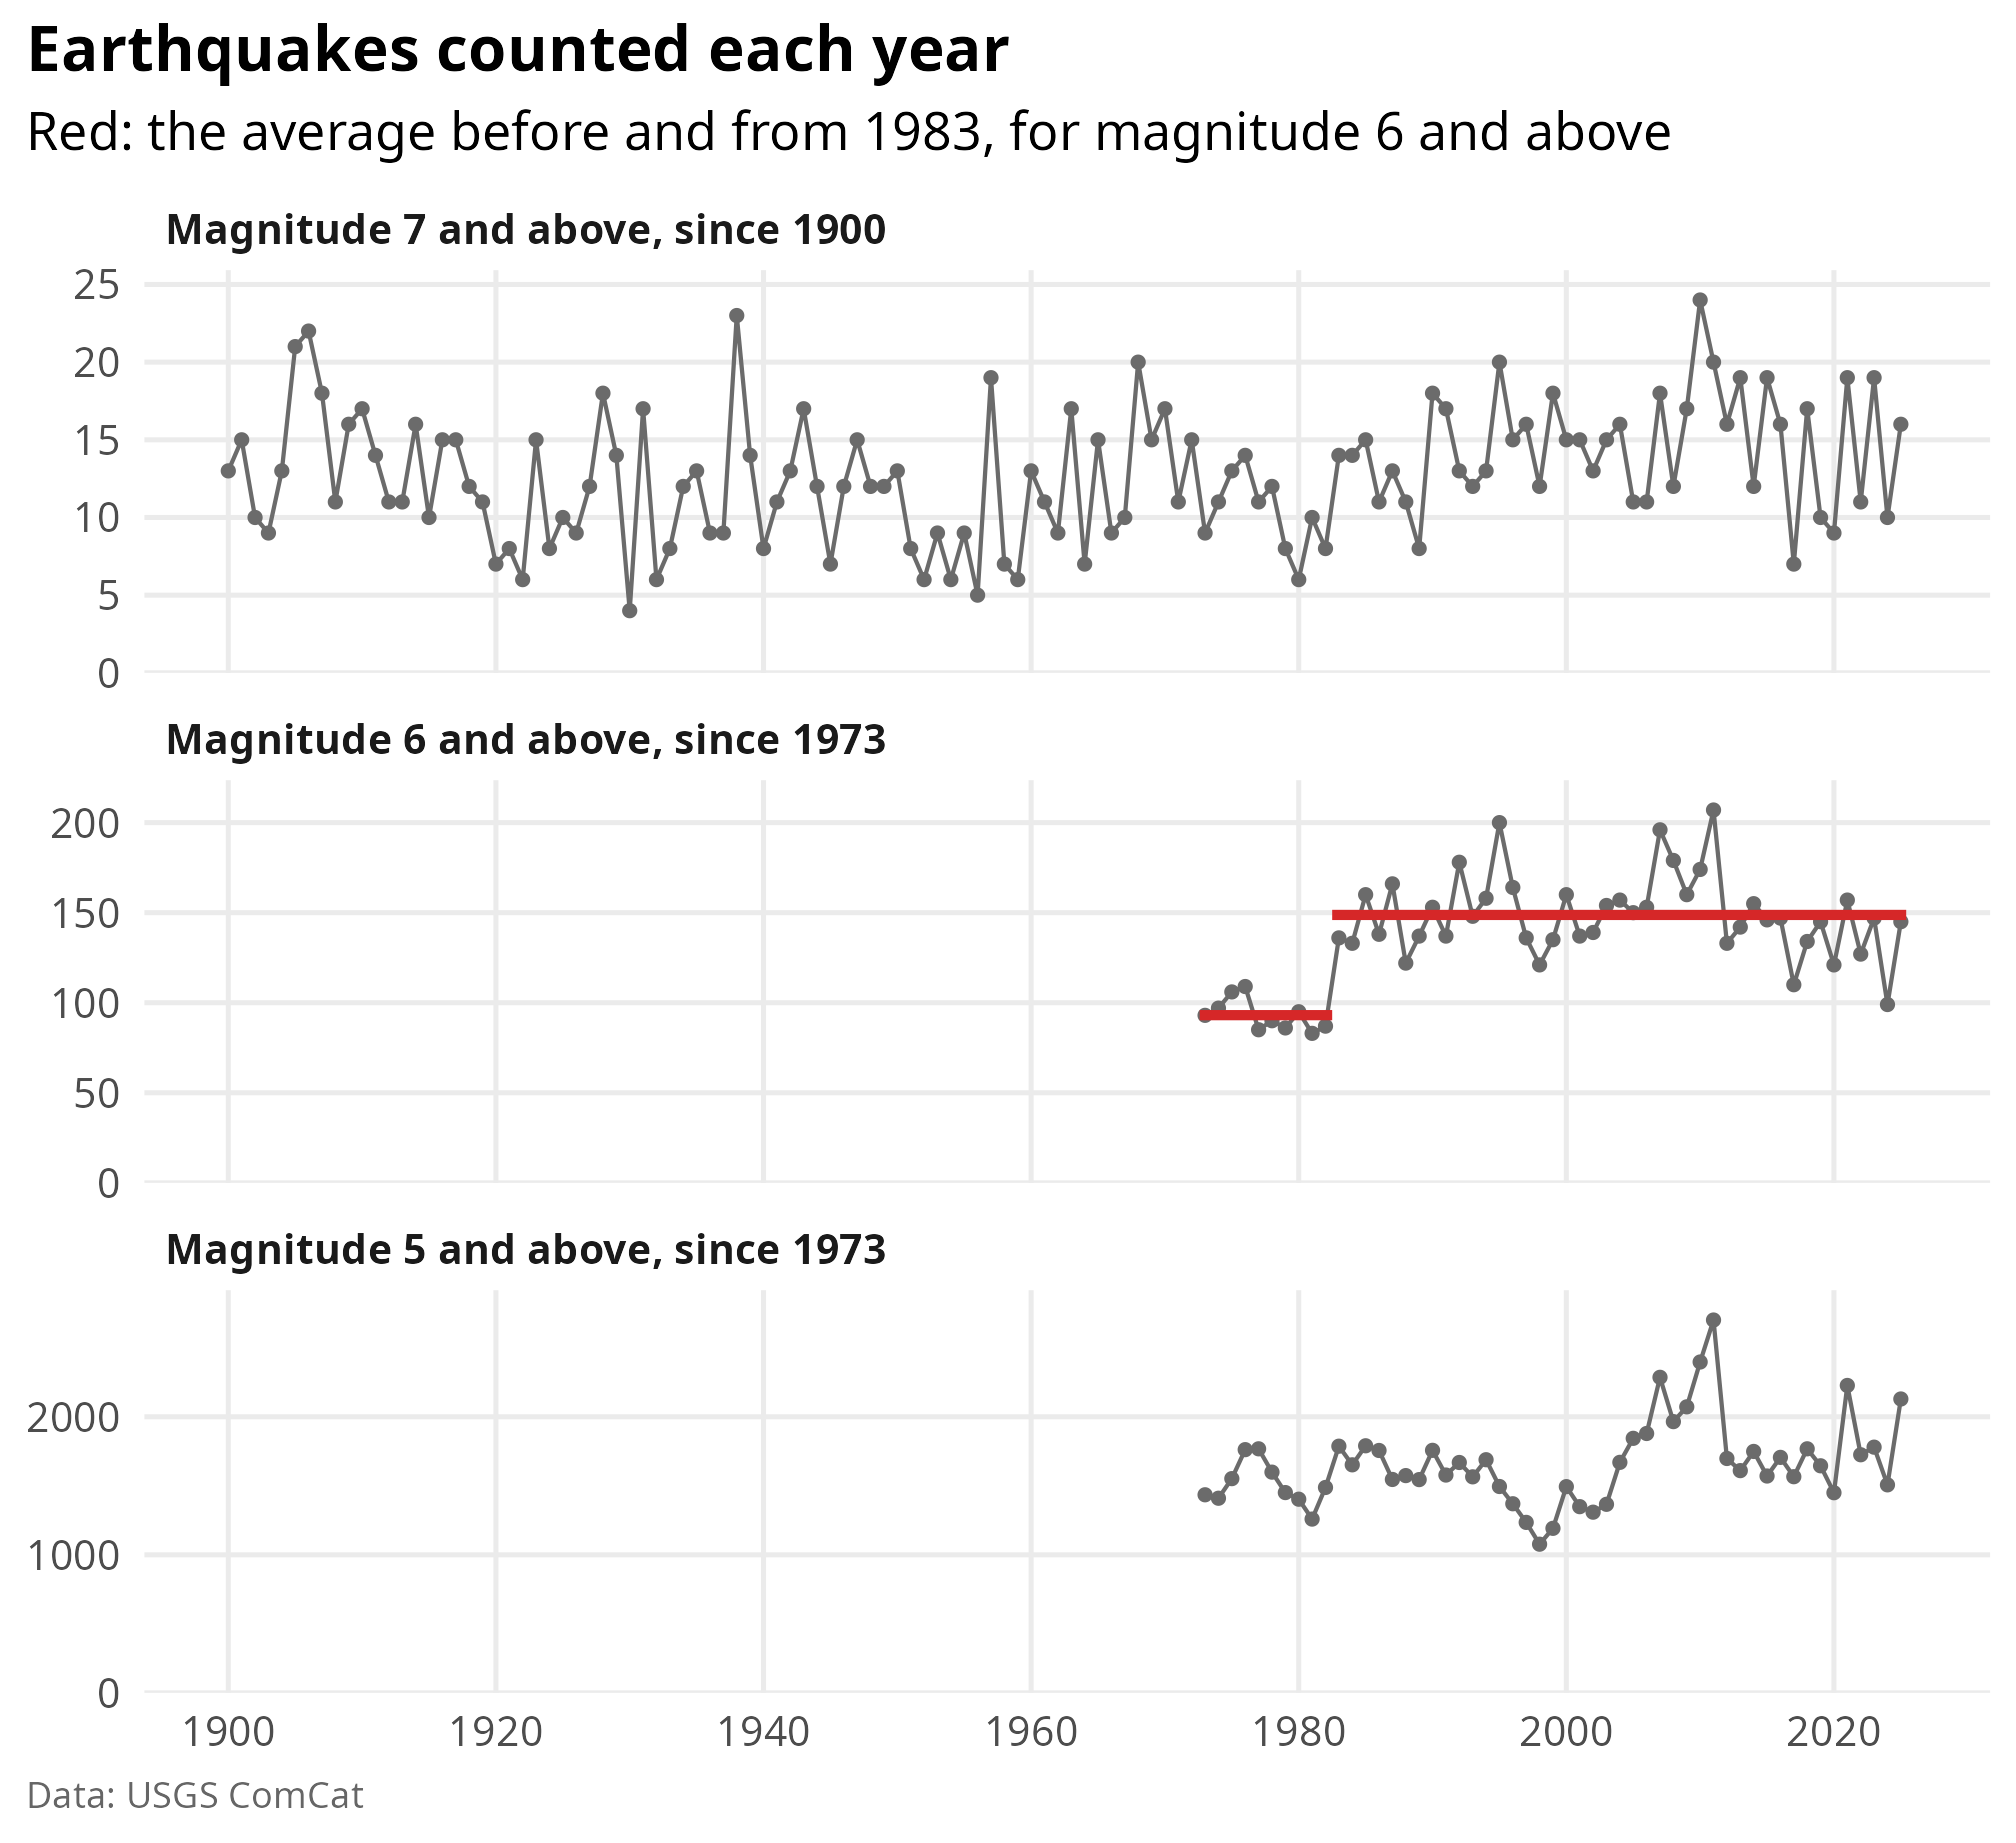 Earthquakes counted each year
Red: the average before and from 1983, for magnitude 6 and above
Magnitude 7 and above, since 1900
25
20
15
10
5
0
Magnitude 6 and above, since 1973
200
150
100
50
0
Magnitude 5 and above, since 1973
2000
1000
0
1900 1920 1940 1960 1980 2000 2020
Data: USGS ComCat